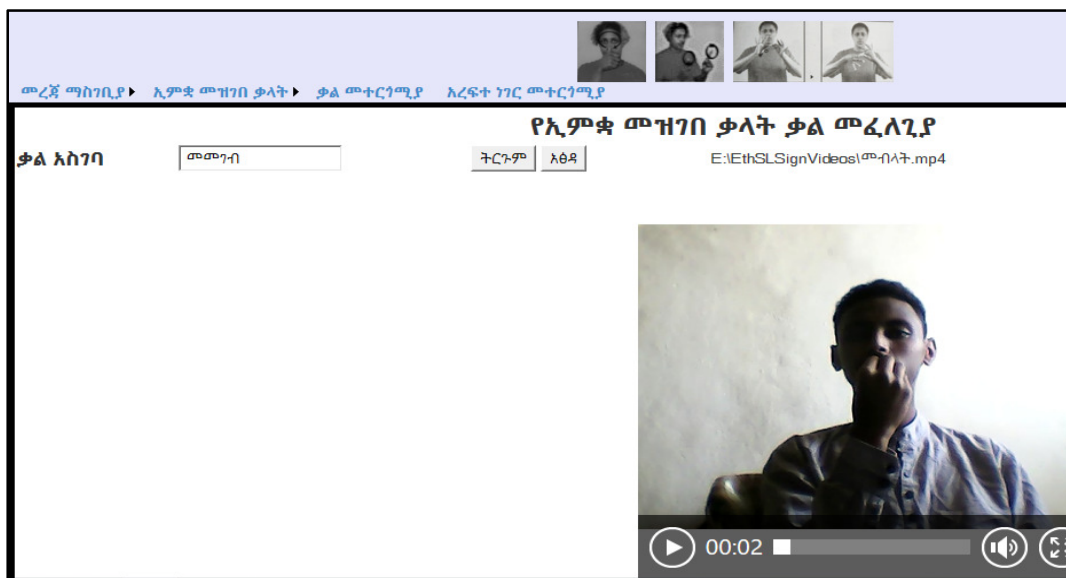 መረጃ ማስገቢያ ኢምቋ መዝገበ ቃላት ቃል መተርጎሚያ አረፍተ ነገር መተርጎሚያ
የኢምቋ መዝገበ ቃላት ቃል መፈለጊያ
ቃል አስገባ መመገብ ትርጉም አፅዳ E:\EthSLSignVideos\መብላት.mp4
00:02